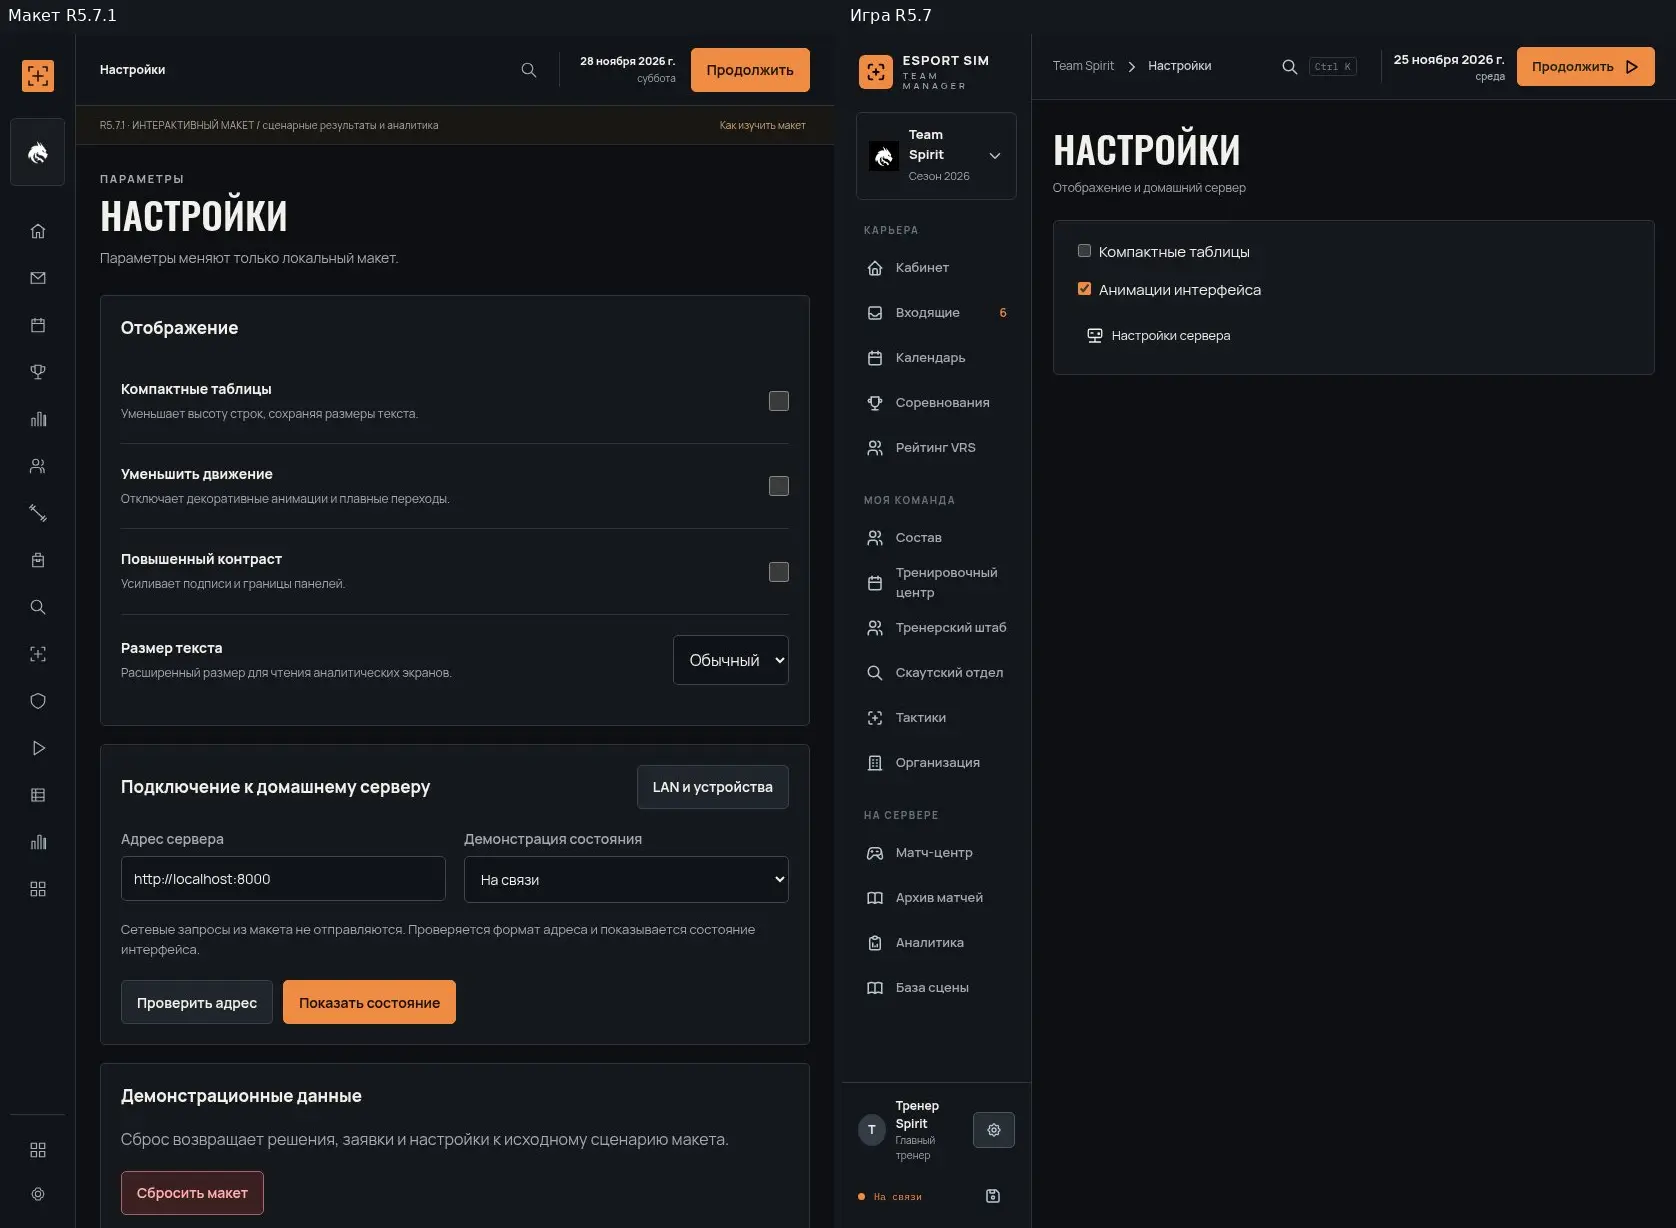 Макет R5.7.1
Настройки
28 ноября 2026 г.
суббота
Продолжить
R5.7.1 · ИНТЕРАКТИВНЫЙ МАКЕТ / сценарные результаты и аналитика
Как изучить макет
ПАРАМЕТРЫ
НАСТРОЙКИ
Параметры меняют только локальный макет.
Отображение
Компактные таблицы
Уменьшает высоту строк, сохраняя размеры текста.
Уменьшить движение
Отключает декоративные анимации и плавные переходы.
Повышенный контраст
Усиливает подписи и границы панелей.
Размер текста
Расширенный размер для чтения аналитических экранов.
Обычный
Подключение к домашнему серверу
LAN и устройства
Адрес сервера
Демонстрация состояния
http://localhost:8000
На связи
Сетевые запросы из макета не отправляются. Проверяется формат адреса и показывается состояние
интерфейса.
Проверить адрес
Показать состояние
Демонстрационные данные
Сброс возвращает решения, заявки и настройки к исходному сценарию макета.
Сбросить макет
Игра R5.7
ESPORT SIM
TEAM
MANAGER
Team
Spirit
Сезон 2026
КАРЬЕРА
Кабинет
Входящие 6
Календарь
Соревнования
Рейтинг VRS
МОЯ КОМАНДА
Состав
Тренировочный
центр
Тренерский штаб
Скаутский отдел
Тактики
Организация
НА СЕРВЕРЕ
Матч-центр
Архив матчей
Аналитика
База сцены
Т
Тренер
Spirit
Главный
тренер
На связи
Team Spirit
Настройки
Ctrl K
25 ноября 2026 г.
среда
Продолжить
НАСТРОЙКИ
Отображение и домашний сервер
Компактные таблицы
Анимации интерфейса
Настройки сервера